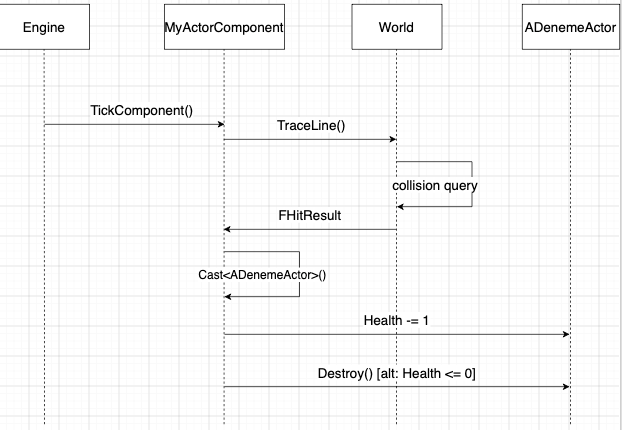 Engine
MyActorComponent
World
ADenemeActor
TickComponent()
TraceLine()
collision query
FHitResult
Cast<ADenemeActor>()
Health -= 1
Destroy() [alt: Health <= 0]